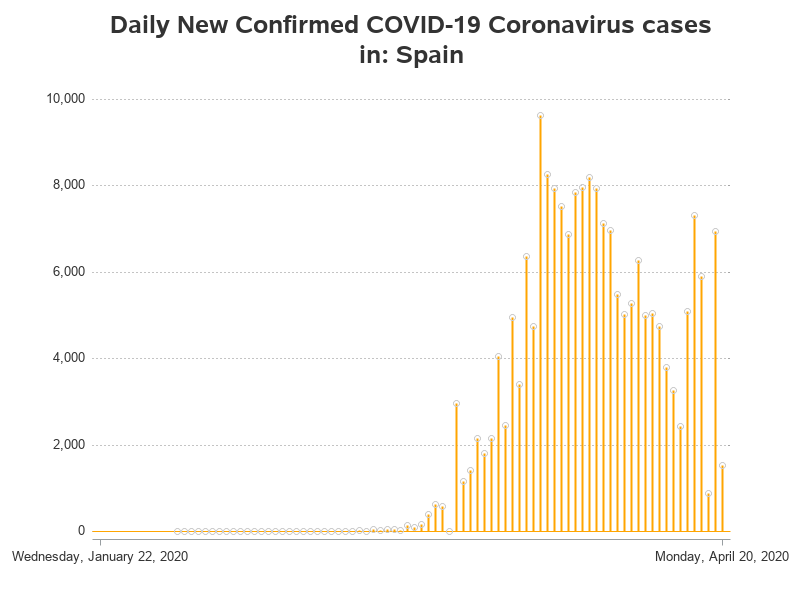 Daily New Confirmed COVID-19 Coronavirus cases
in: Spain
10,000
8,000
6,000
4,000
2,000
0
Wednesday, January 22, 2020
Monday, April 20, 2020